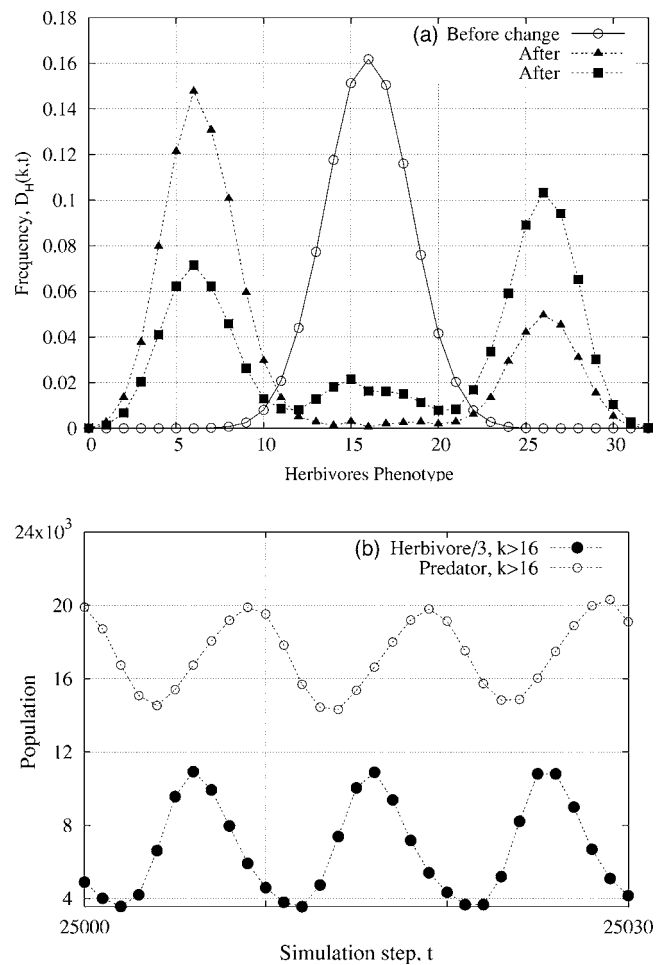 0.18
(a) Before change
After
After
0.16
0.14
0.12
0.1
0.08
0.06
0.04
0.02
0
Frequency, D_H(k,t)
0 5 10 15 20 25 30
Herbivores Phenotype
24x10^3
(b) Herbivore/3, k>16
Predator, k>16
20
16
12
8
4
Population
25000 25030
Simulation step, t